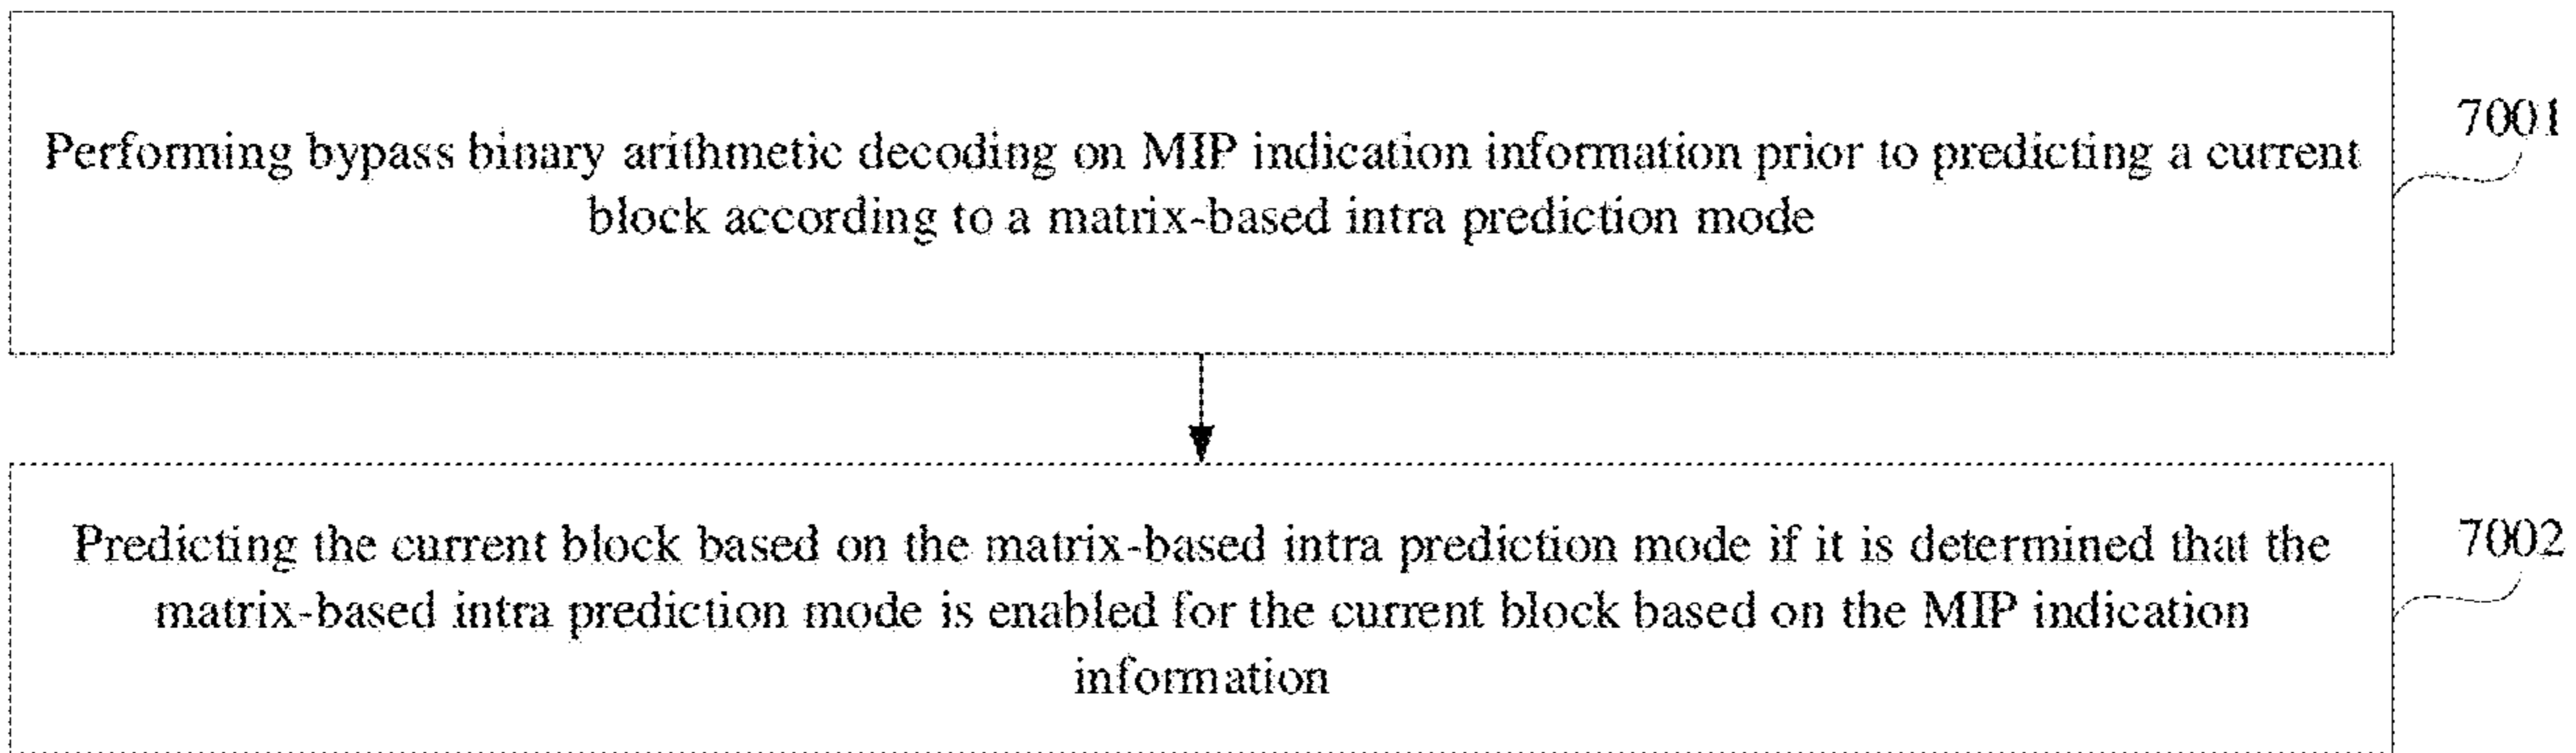 Performing bypass binary arithmetic decoding on MIP indication information prior to predicting a current
block according to a matrix-based intra prediction mode
7001
Predicting the current block based on the matrix-based intra prediction mode if it is determined that the
matrix-based intra prediction mode is enabled for the current block based on the MIP indication
information
7002